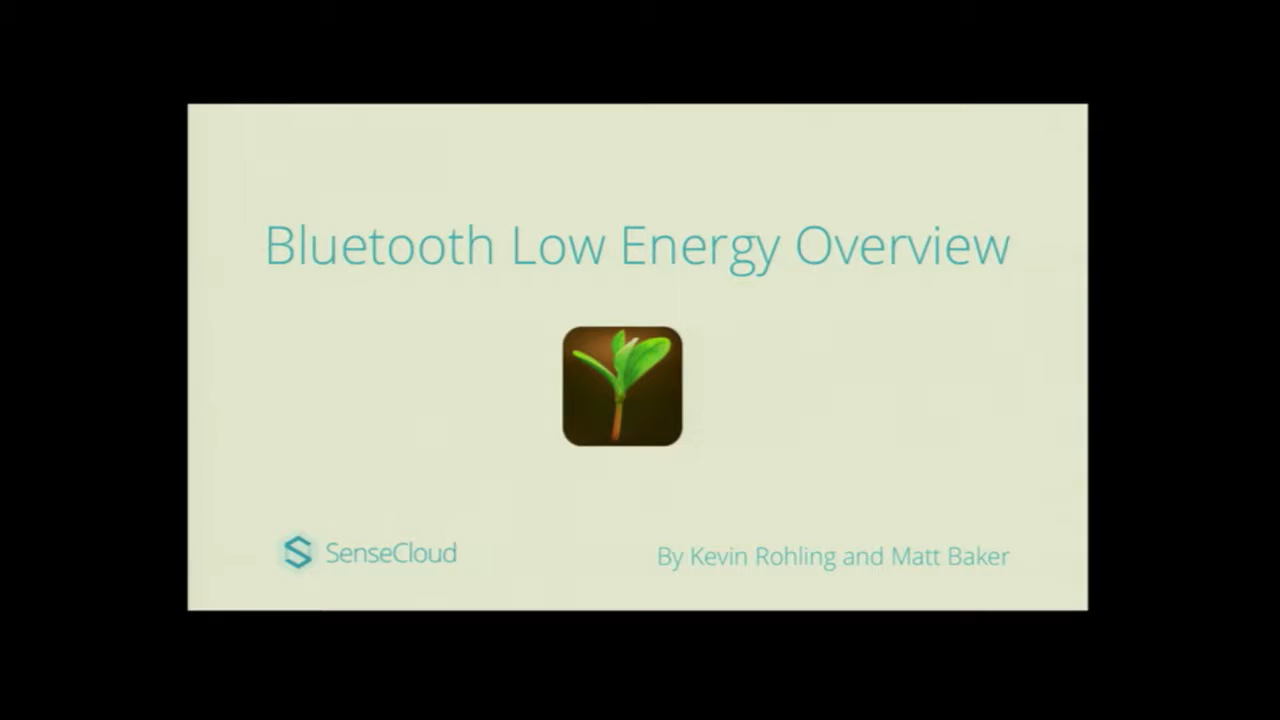 Bluetooth Low Energy Overview
SenseCloud
By Kevin Rohling and Matt Baker